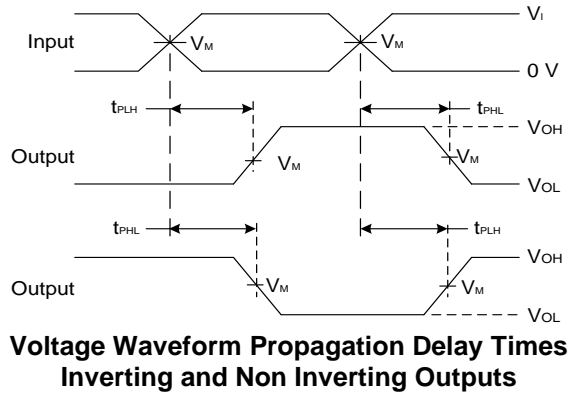 VI
Input
VM
VM
0 V
tPLH
tPHL
VOH
Output
VM
VM
VOL
tPHL
tPLH
VOH
Output
VM
VM
VOL
Voltage Waveform Propagation Delay Times
Inverting and Non Inverting Outputs